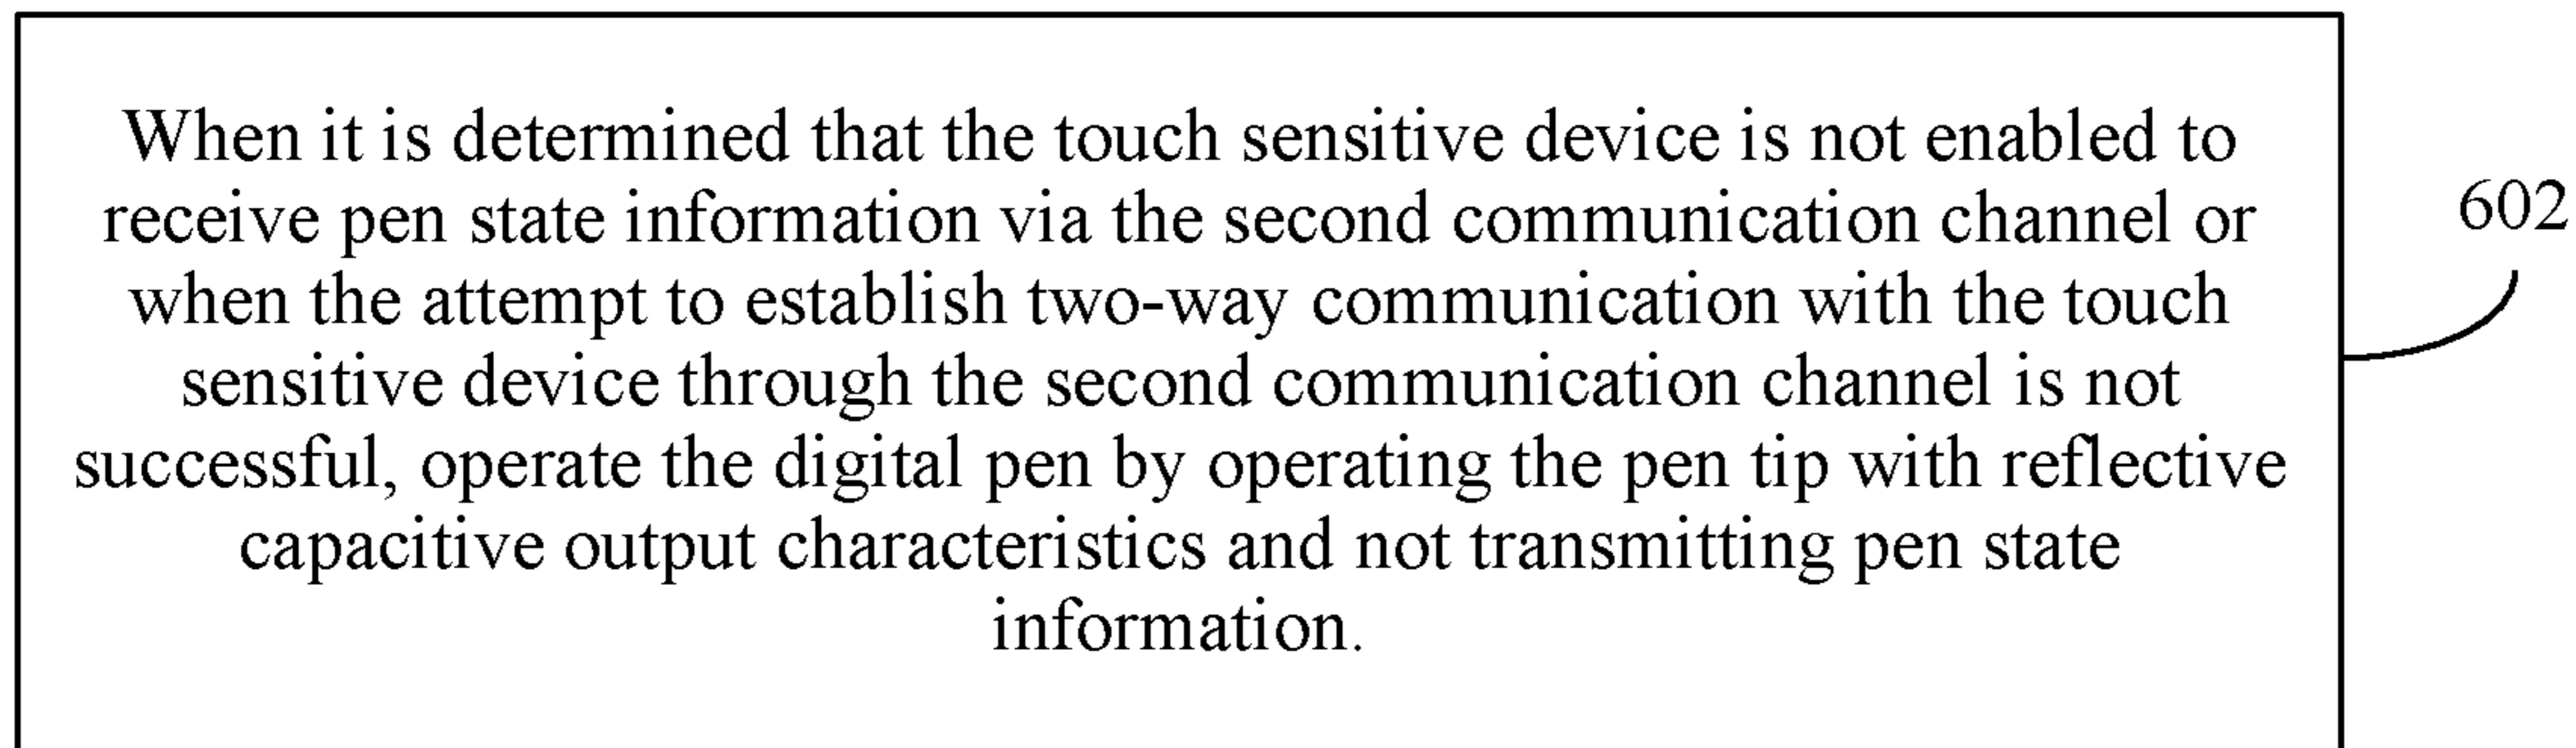 When it is determined that the touch sensitive device is not enabled to
receive pen state information via the second communication channel or
when the attempt to establish two-way communication with the touch
sensitive device through the second communication channel is not
successful, operate the digital pen by operating the pen tip with reflective
capacitive output characteristics and not transmitting pen state
information.
602